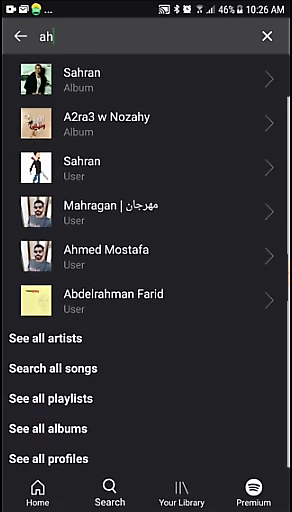 ... 46% 10:26 AM
ah
Sahran
Album
A2ra3 w Nozahy
Album
Sahran
User
Mahragan | مهرجان
User
Ahmed Mostafa
User
Abdelrahman Farid
User
See all artists
Search all songs
See all playlists
See all albums
See all profiles
Home Search Your Library Premium